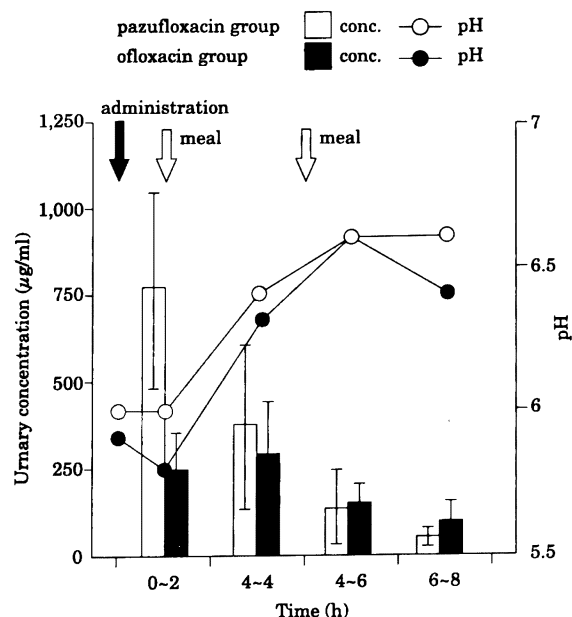 pazufloxacin group conc. pH
ofloxacin group conc. pH
administration
meal
meal
1,250
1,000
750
500
250
0
Urnary concentration (μg/ml)
7
6.5
6
5.5
pH
0~2 4~4 4~6 6~8
Time (h)